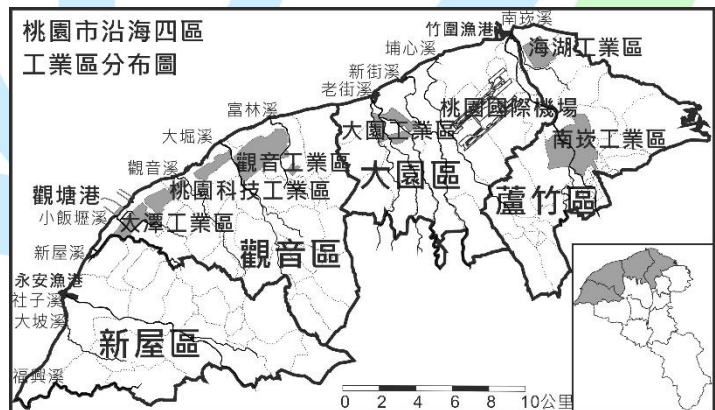 桃園市沿海四區
工業區分布圖
竹圍漁港
南崁溪
海湖工業區
埔心溪
新街溪
老街溪
桃園國際機場
大園工業區
南崁工業區
富林溪
大堀溪
觀音工業區
大園區
觀音溪
桃園科技工業區
蘆竹區
觀塘港
小飯壢溪
大潭工業區
觀音區
新屋溪
永安漁港
社子溪
大坡溪
新屋區
福興溪
0 2 4 6 8 10公里